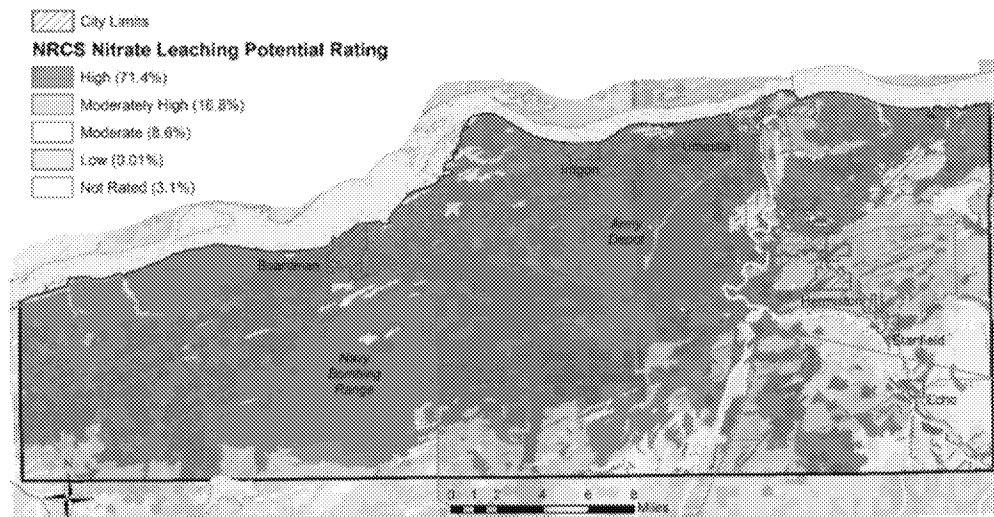 City Limits
NRCS Nitrate Leaching Potential Rating
High (71.4%)
Moderately High (16.8%)
Moderate (8.6%)
Low (0.01%)
Not Rated (3.1%)
Umatilla
Irrigon
Army
Depot
Boardman
Hermiston
Stanfield
Navy
Bombing
Range
Echo
N
0 1 2 4 6 8
Miles